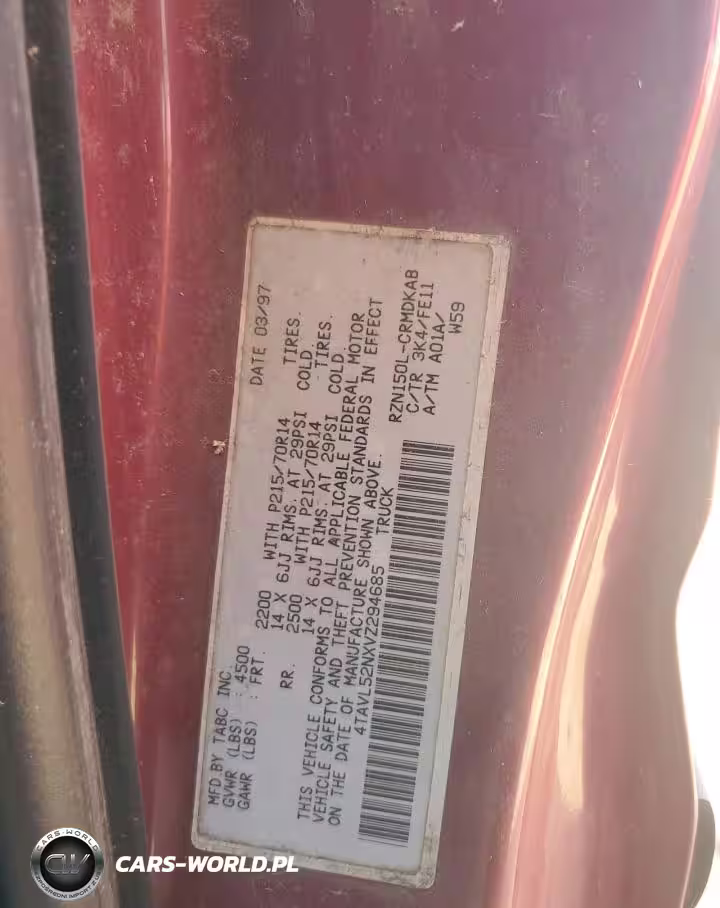 MFD.BY TABC INC. DATE 03/97
GVWR (LBS) : 4500
GAWR (LBS) : FRT. 2200 WITH P215/70R14 TIRES.
14 X 6JJ RIMS. AT 29PSI COLD.
RR. 2500 WITH P215/70R14 TIRES.
14 X 6JJ RIMS. AT 29PSI COLD.
THIS VEHICLE CONFORMS TO ALL APPLICABLE FEDERAL MOTOR
VEHICLE SAFETY AND THEFT PREVENTION STANDARDS IN EFFECT
ON THE DATE OF MANUFACTURE SHOWN ABOVE.
4TAVL52NXVZ294685 TRUCK
RZN150L-CRMDKAB
C/TR 3K4/FE11
A/TM A01A/
W59
CARS-WORLD
CW
CARS-WORLD.PL